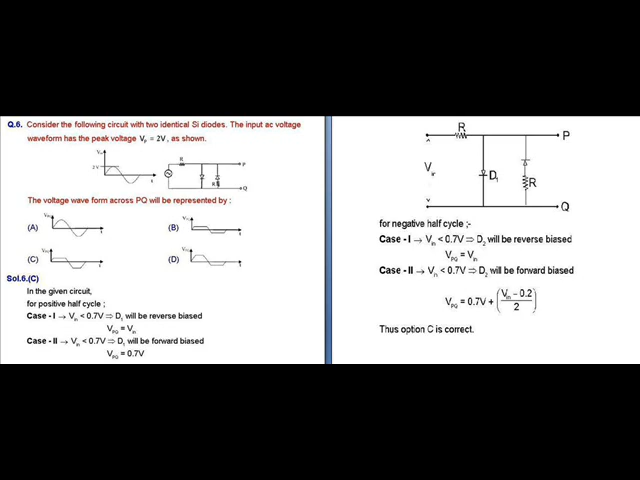 Q.6. Consider the following circuit with two identical Si diodes. The input ac voltage
waveform has the peak voltage V_P = 2V, as shown.
V_in
2 V
t
R
P
Q
R
The voltage wave form across PQ will be represented by :
(A)
t
(B)
t
(C)
t
(D)
t
Sol.6.(C)
In the given circuit,
for positive half cycle ;
Case - I → V_in < 0.7V ⇒ D_1 will be reverse biased
V_PQ = V_in
Case - II → V_in < 0.7V ⇒ D_1 will be forward biased
V_PQ = 0.7V
R
P
V_in
D_1
R
Q
for negative half cycle ;-
Case - I → V_in < 0.7V ⇒ D_2 will be reverse biased
V_PQ = V_in
Case - II → V_in < 0.7V ⇒ D_2 will be forward biased
V_PQ = 0.7V + (V_in − 0.2 / 2)
Thus option C is correct.